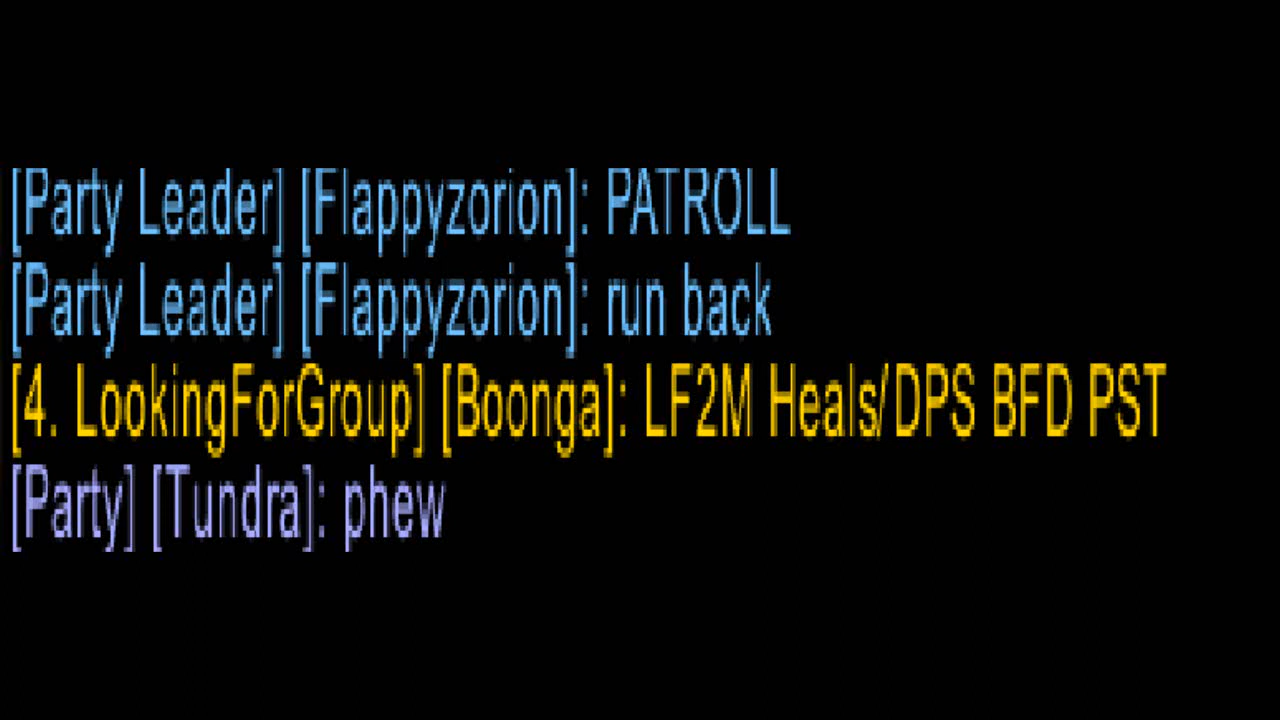 [Party Leader] [Flappyzorion]: PATROLL
[Party Leader] [Flappyzorion]: run back
[4. LookingForGroup] [Boonga]: LF2M Heals/DPS BFD PST
[Party] [Tundra]: phew